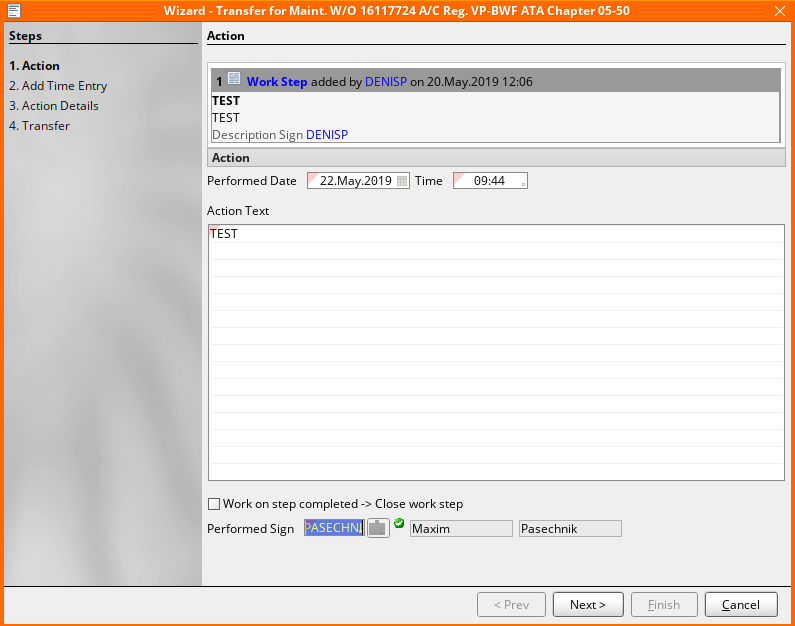 Wizard - Transfer for Maint. W/O 16117724 A/C Reg. VP-BWF ATA Chapter 05-50
Steps
1. Action
2. Add Time Entry
3. Action Details
4. Transfer
Action
1 Work Step added by DENISP on 20.May.2019 12:06
TEST
TEST
Description Sign DENISP
Action
Performed Date 22.May.2019 Time 09:44
Action Text
TEST
Work on step completed -> Close work step
Performed Sign PASECHNI Maxim Pasechnik
< Prev Next > Finish Cancel